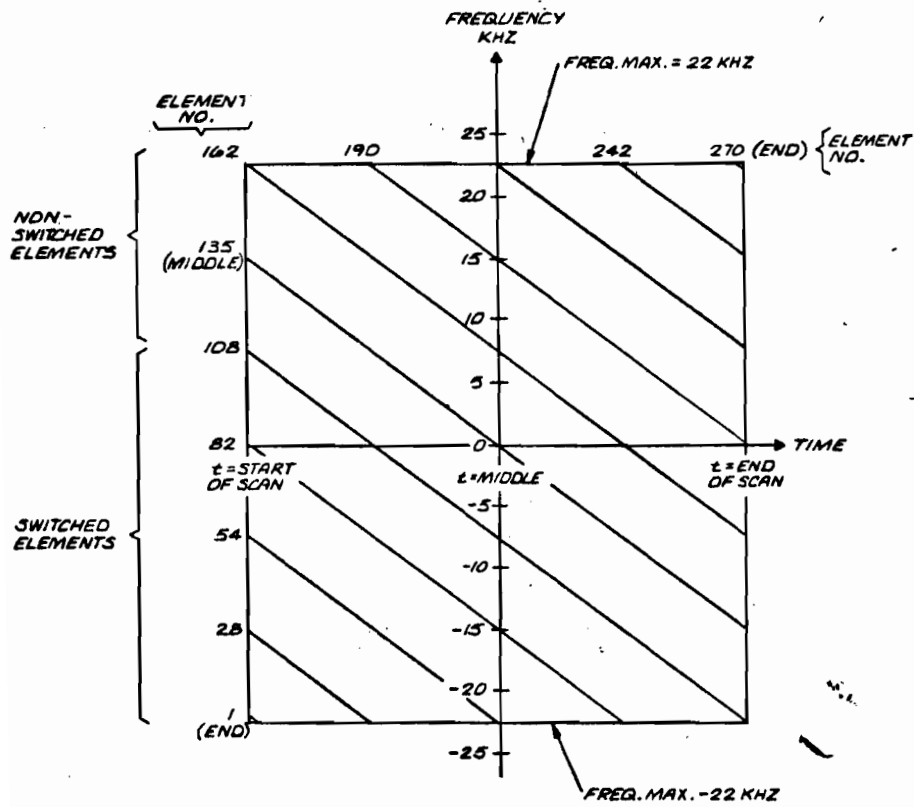 FREQUENCY
KHZ
FREQ. MAX. = 22 KHZ
ELEMENT
NO.
162
190
25
242
270 (END)
ELEMENT
NO.
20
NON-
SWITCHED
ELEMENTS
135
(MIDDLE)
15
10
108
5
82
0
TIME
t = START
OF SCAN
t = MIDDLE
t = END
OF SCAN
-5
SWITCHED
ELEMENTS
54
-10
28
-15
-20
1
(END)
-25
FREQ. MAX. -22 KHZ